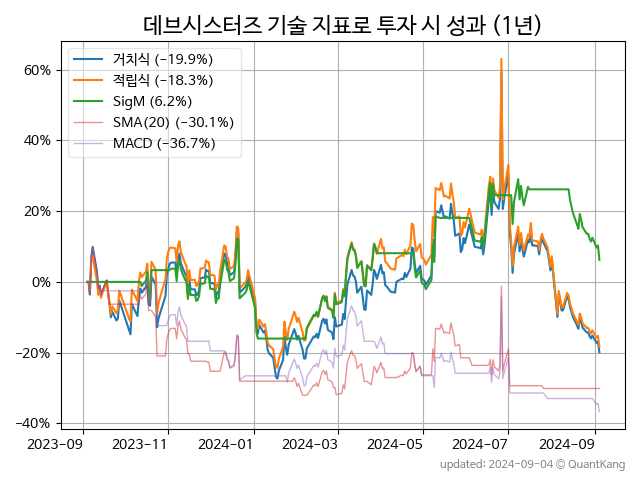 데브시스터즈 기술 지표로 투자 시 성과 (1년)
거치식 (−19.9%)
적립식 (−18.3%)
SigM (6.2%)
SMA(20) (−30.1%)
MACD (−36.7%)
60%
40%
20%
0%
−20%
−40%
2023-09 2023-11 2024-01 2024-03 2024-05 2024-07 2024-09
updated: 2024-09-04 © QuantKang